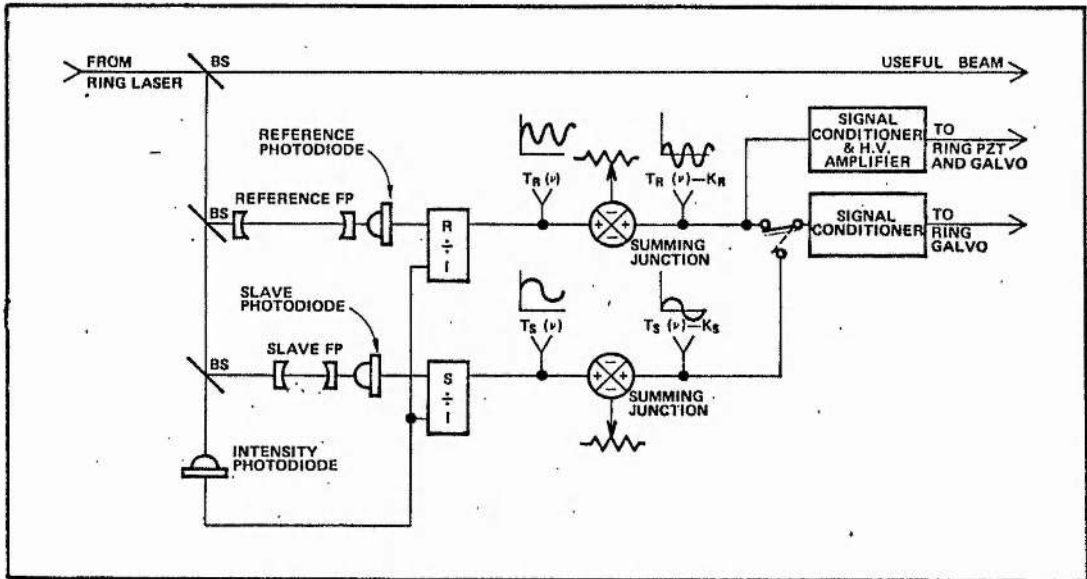 FROM
RING LASER
BS
USEFUL BEAM
REFERENCE
PHOTODIODE
SIGNAL
CONDITIONER
& H.V.
AMPLIFIER
TO
RING PZT
AND GALVO
T_R (ν)
T_R (ν)—K_R
BS
REFERENCE FP
R
÷
I
SUMMING
JUNCTION
SIGNAL
CONDITIONER
TO
RING
GALVO
SLAVE
PHOTODIODE
T_S (ν)
T_S (ν)—K_S
BS
SLAVE FP
S
÷
I
SUMMING
JUNCTION
INTENSITY
PHOTODIODE